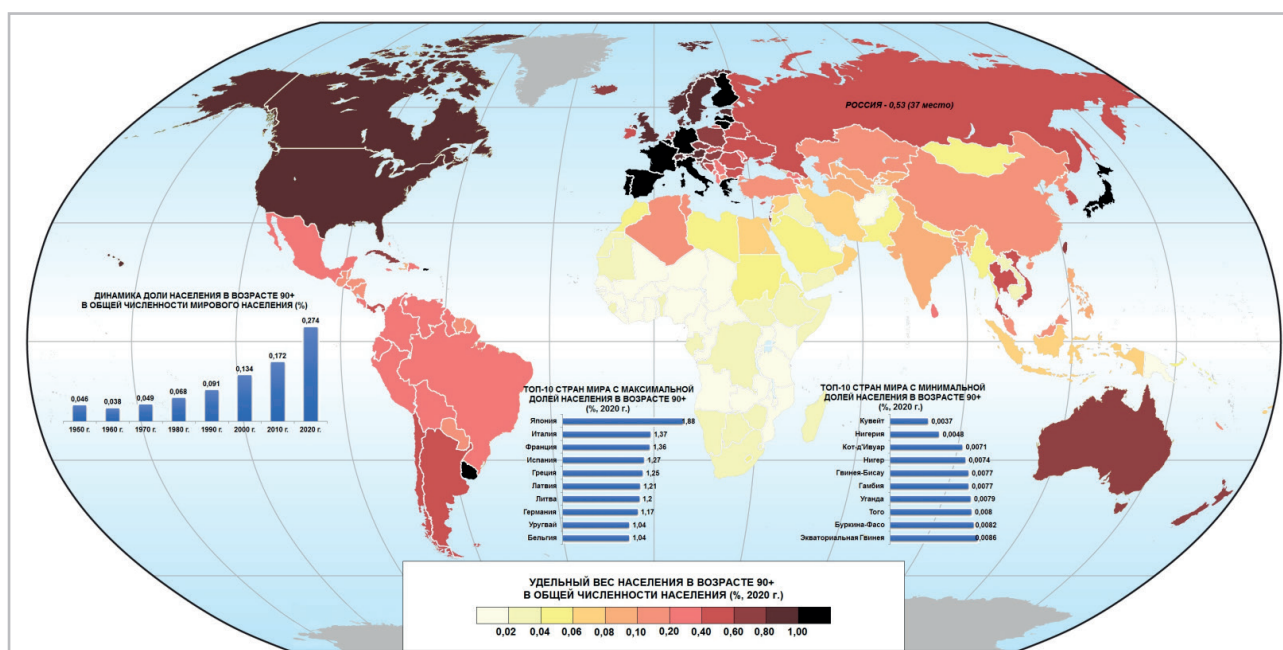 РОССИЯ - 0,53 (37 место)
ДИНАМИКА ДОЛИ НАСЕЛЕНИЯ В ВОЗРАСТЕ 90+
В ОБЩЕЙ ЧИСЛЕННОСТИ МИРОВОГО НАСЕЛЕНИЯ (%)
0,046 0,038 0,049 0,068 0,091 0,134 0,172 0,274
1950 г. 1960 г. 1970 г. 1980 г. 1990 г. 2000 г. 2010 г. 2020 г.
ТОП-10 СТРАН МИРА С МАКСИМАЛЬНОЙ
ДОЛЕЙ НАСЕЛЕНИЯ В ВОЗРАСТЕ 90+
(%, 2020 г.)
Япония 1,88
Италия 1,37
Франция 1,36
Испания 1,27
Греция 1,25
Латвия 1,21
Литва 1,2
Германия 1,17
Уругвай 1,04
Бельгия 1,04
ТОП-10 СТРАН МИРА С МИНИМАЛЬНОЙ
ДОЛЕЙ НАСЕЛЕНИЯ В ВОЗРАСТЕ 90+
(%, 2020 г.)
Кувейт 0,0037
Нигерия 0,0048
Кот-д'Ивуар 0,0071
Нигер 0,0074
Гвинея-Бисау 0,0077
Гамбия 0,0077
Уганда 0,0079
Того 0,008
Буркина-Фасо 0,0082
Экваториальная Гвинея 0,0086
УДЕЛЬНЫЙ ВЕС НАСЕЛЕНИЯ В ВОЗРАСТЕ 90+
В ОБЩЕЙ ЧИСЛЕННОСТИ НАСЕЛЕНИЯ (%, 2020 г.)
0,02 0,04 0,06 0,08 0,10 0,20 0,40 0,60 0,80 1,00